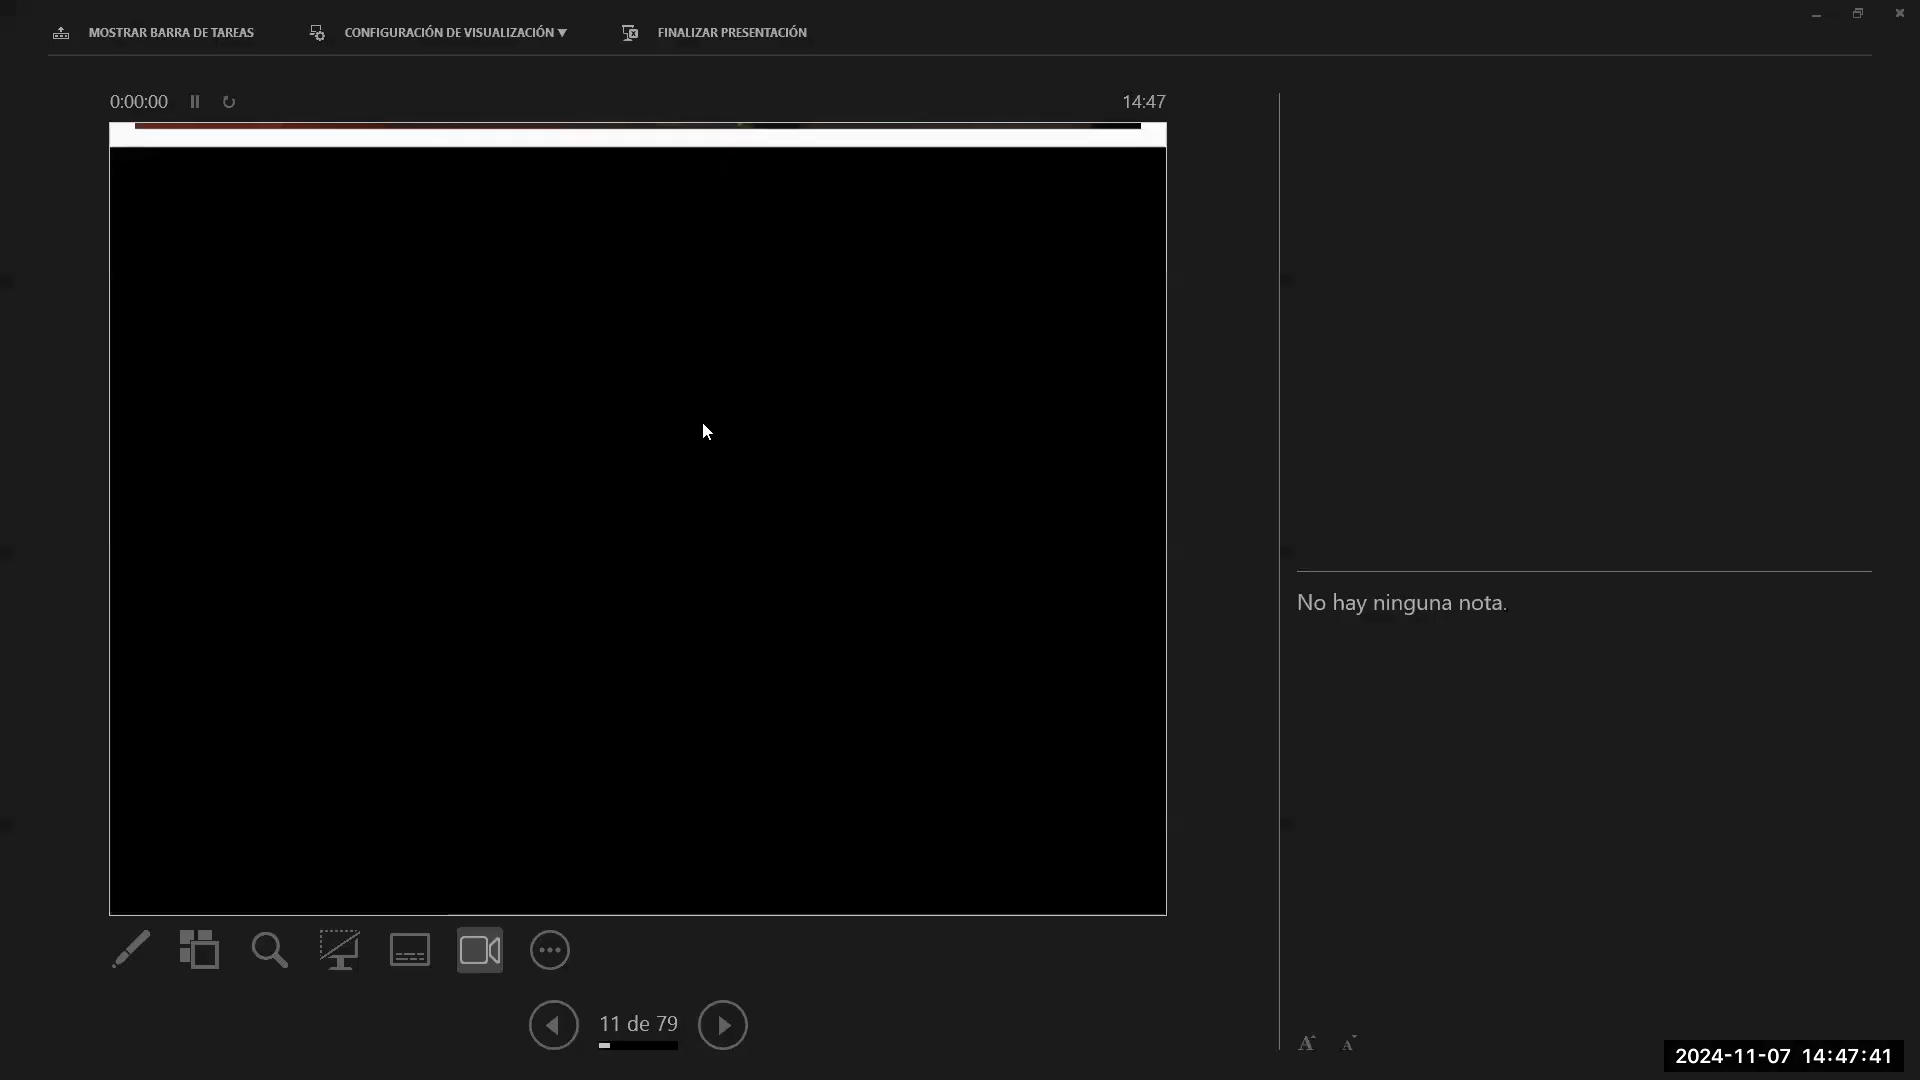 MOSTRAR BARRA DE TAREAS
CONFIGURACIÓN DE VISUALIZACIÓN ▼
FINALIZAR PRESENTACIÓN
0:00:00
14:47
No hay ninguna nota.
11 de 79
A A
2024-11-07 14:47:41